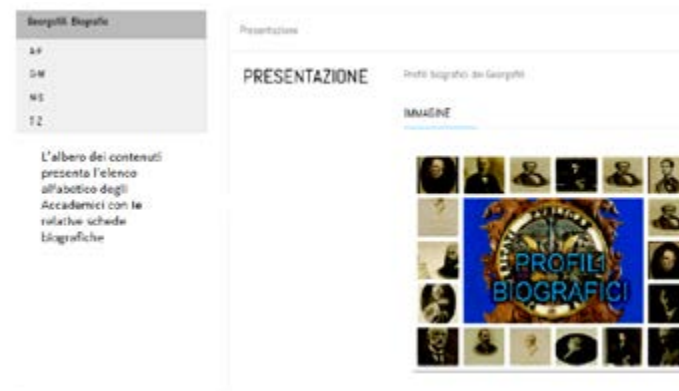 Georgofili Biografie
A-F
G-M
N-S
T-Z
L'albero dei contenuti
presenta l'elenco
alfabetico degli
Accademici con le
relative schede
biografiche
Presentazione
PRESENTAZIONE
Profili biografici dei Georgofili
IMMAGINE
PUBLICAE
PROFILI
BIOGRAFICI